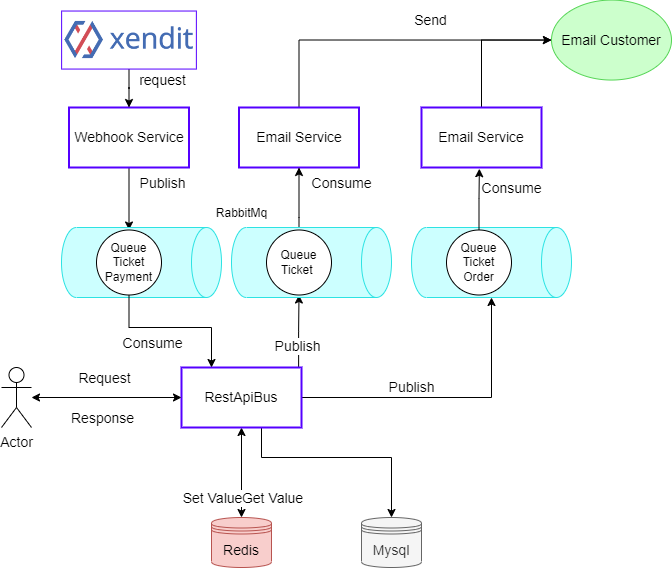 xendit
Send
Email Customer
request
Webhook Service
Email Service
Email Service
Publish
Consume
Consume
RabbitMq
Queue
Ticket
Payment
Queue
Ticket
Queue
Ticket
Order
Consume
Publish
Request
RestApiBus
Publish
Response
Actor
Set ValueGet Value
Redis
Mysql